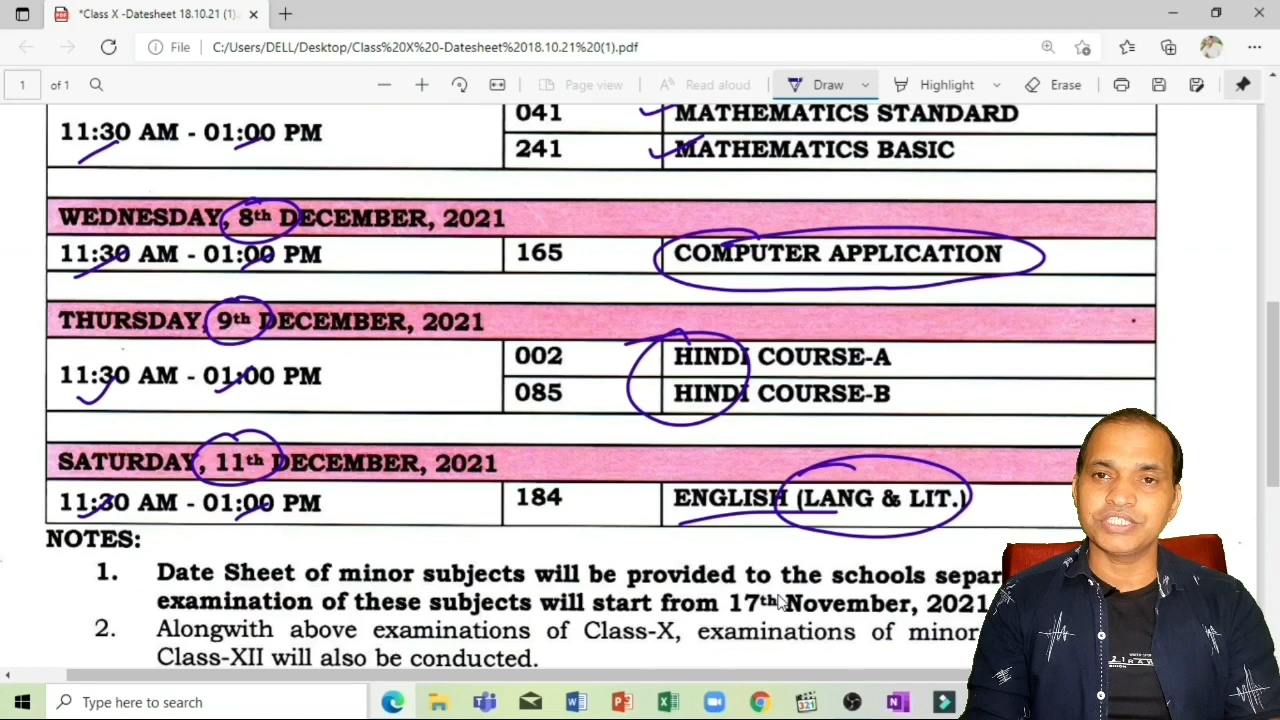 *Class X -Datesheet 18.10.21 (1).
File C:/Users/DELL/Desktop/Class%20X%20-Datesheet%2018.10.21%20(1).pdf
1 of 1 Page view Read aloud Draw Highlight Erase
041 MATHEMATICS STANDARD
11:30 AM - 01:00 PM
241 MATHEMATICS BASIC
WEDNESDAY, 8th DECEMBER, 2021
11:30 AM - 01:00 PM 165 COMPUTER APPLICATION
THURSDAY, 9th DECEMBER, 2021
002 HINDI COURSE-A
11:30 AM - 01:00 PM
085 HINDI COURSE-B
SATURDAY, 11th DECEMBER, 2021
11:30 AM - 01:00 PM 184 ENGLISH (LANG & LIT.)
NOTES:
1. Date Sheet of minor subjects will be provided to the schools separ
examination of these subjects will start from 17th November, 2021
2. Alongwith above examinations of Class-X, examinations of minor
Class-XII will also be conducted.
Type here to search
321